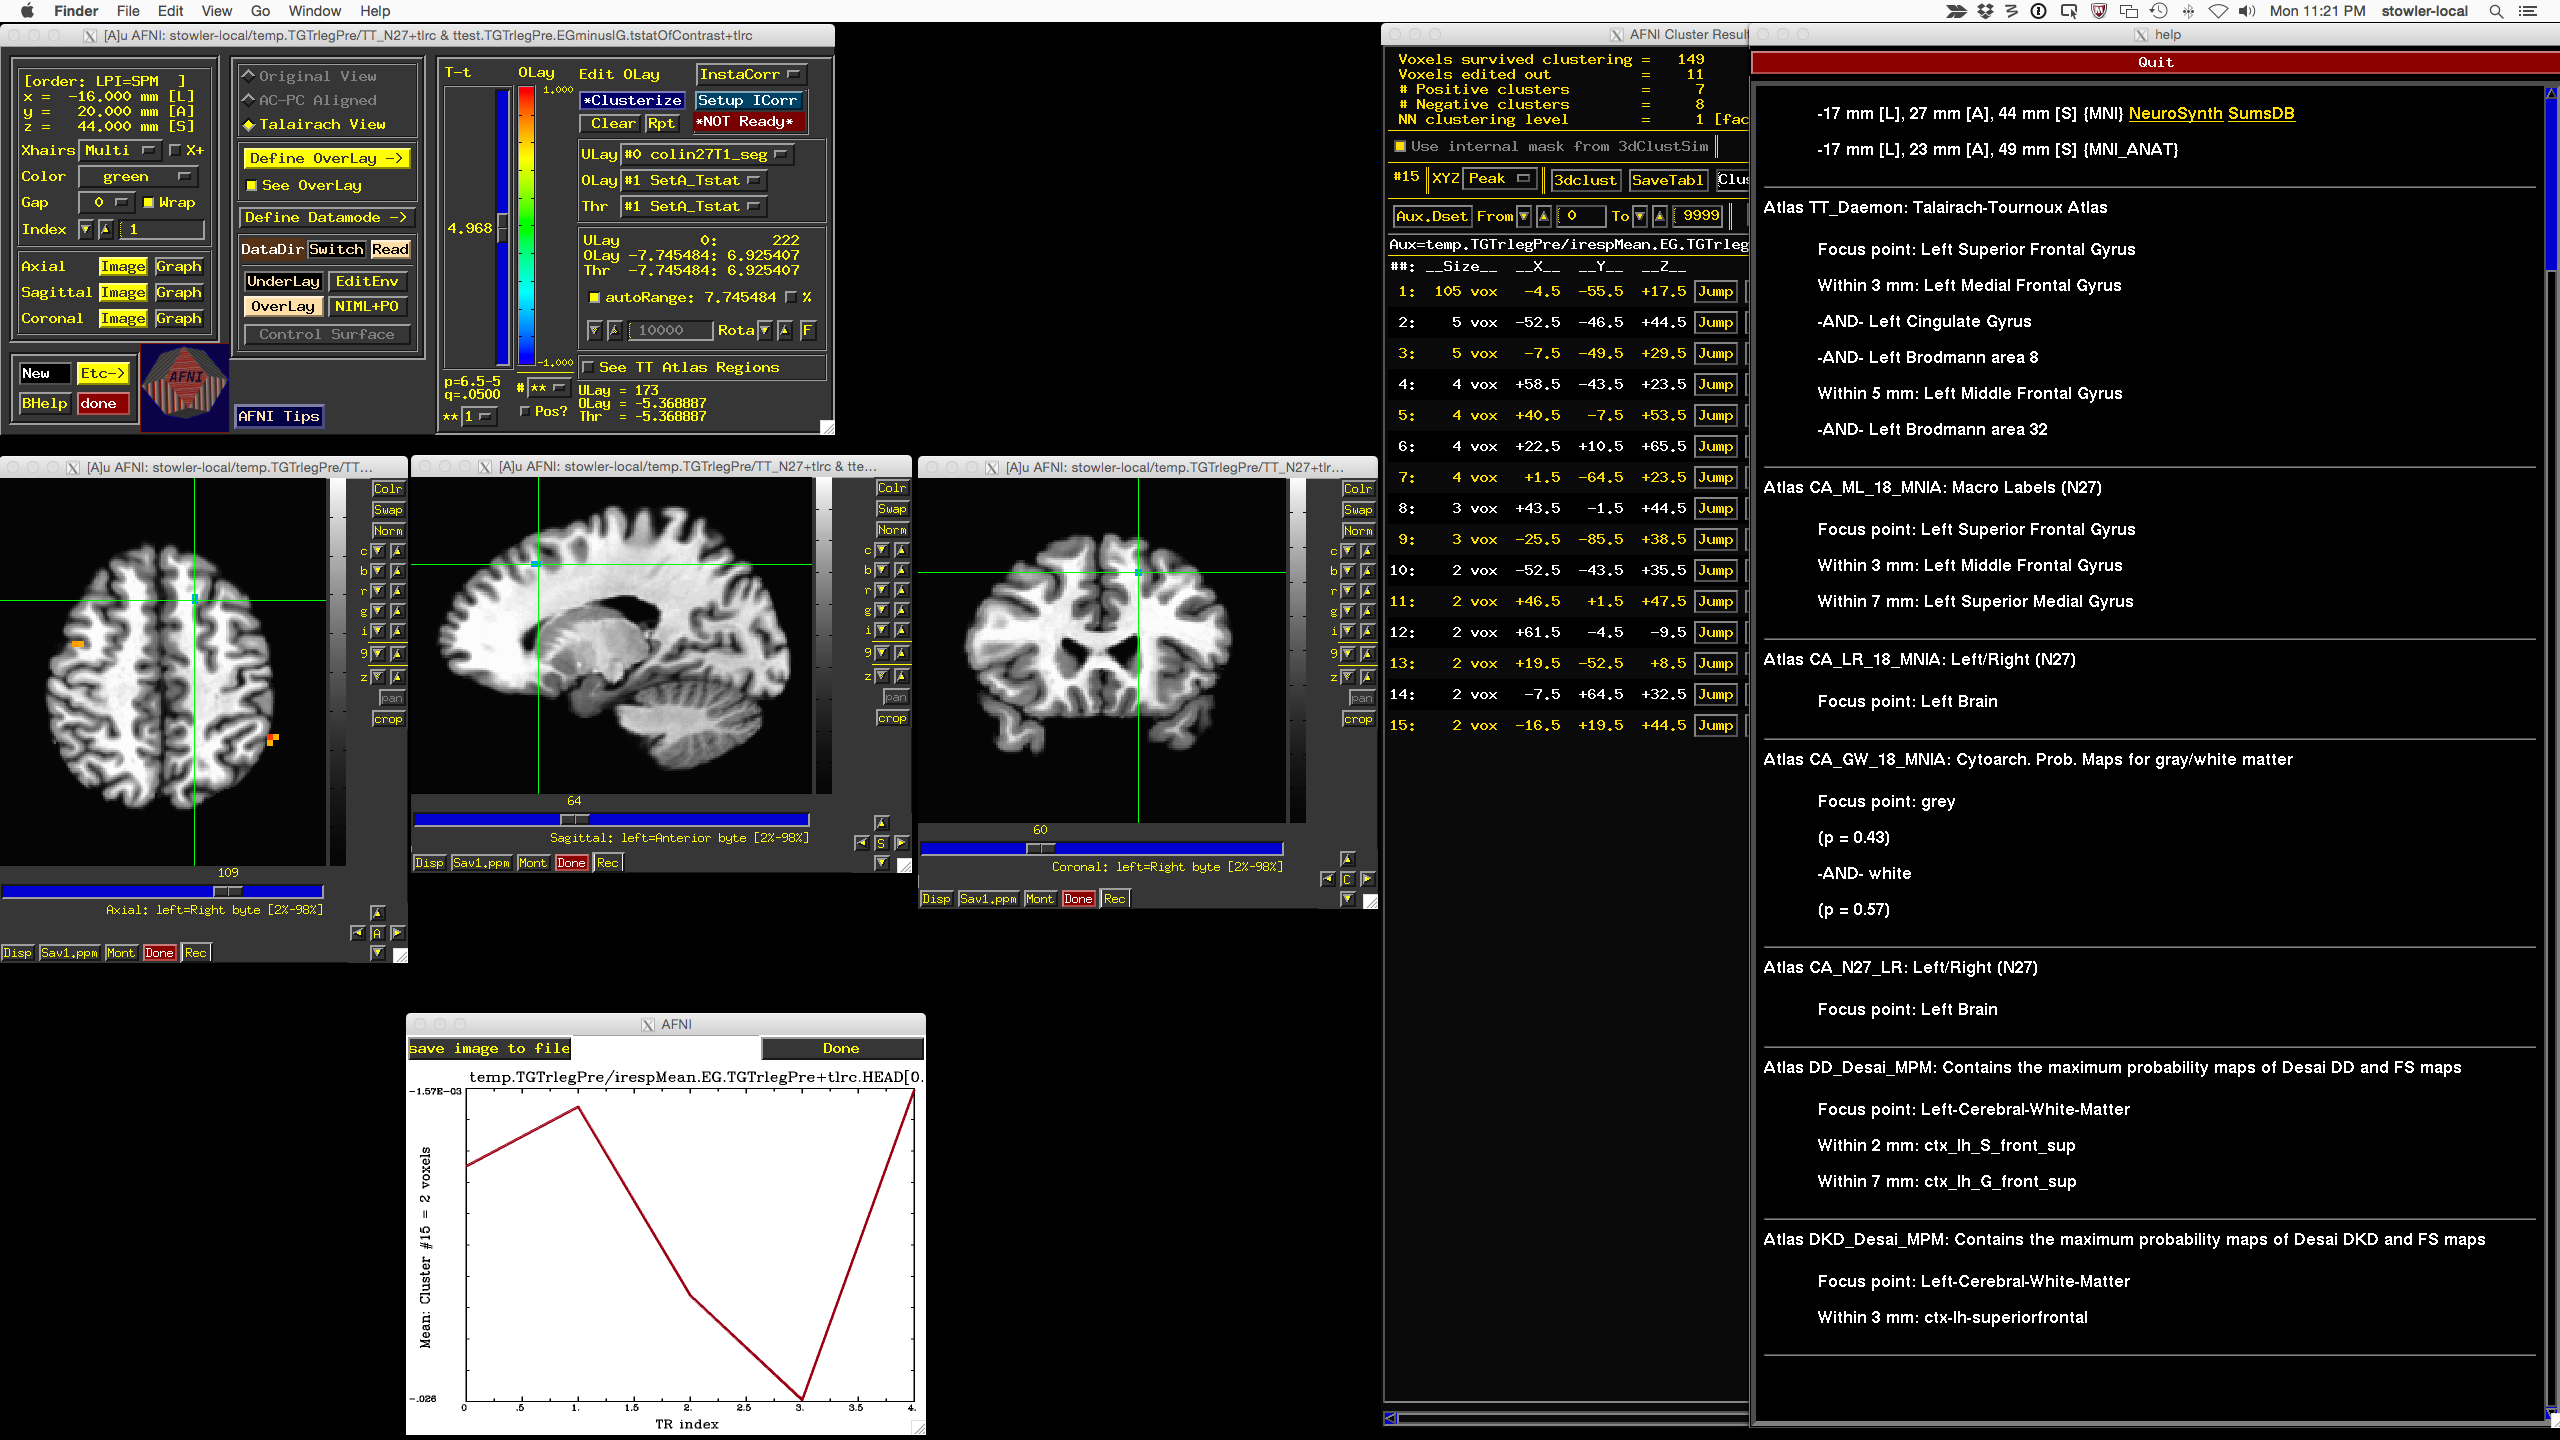 Finder File Edit View Go Window Help
Mon 11:21 PM stowler-local
[A]u AFNI: stowler-local/temp.TGTrlegPre/TT_N27+tlrc & ttest.TGTrlegPre.EGminusIG.tstatOfContrast+tlrc
[order: LPI=SPM ]
x = -16.000 mm [L]
y = 20.000 mm [A]
z = 44.000 mm [S]
Xhairs Multi X+
Color green
Gap 0 Wrap
Index 1
Axial Image Graph
Sagittal Image Graph
Coronal Image Graph
New Etc->
BHelp done
AFNI
AFNI Tips
Original View
AC-PC Aligned
Talairach View
Define OverLay ->
See OverLay
Define Datamode ->
DataDir Switch Read
UnderLay EditEnv
OverLay NIML+PO
Control Surface
T-t
4.968
p=6.5-5
q=.0500
** 1
OLay
1.000
-1.000
# **
Pos?
Edit OLay InstaCorr
*Clusterize Setup ICorr
Clear Rpt *NOT Ready*
ULay #0 colin27T1_seg
OLay #1 SetA_Tstat
Thr #1 SetA_Tstat
ULay 0: 222
OLay -7.745484: 6.925407
Thr -7.745484: 6.925407
autoRange: 7.745484 %
10000 Rota F
See TT Atlas Regions
ULay = 173
OLay = -5.368887
Thr = -5.368887
[A]u AFNI: stowler-local/temp.TGTrlegPre/TT...
Colr
Swap
Norm
c
b
r
g
i
9
z
pan
crop
109
Axial: left=Right byte [2%-98%]
A
Disp Sav1.ppm Mont Done Rec
[A]u AFNI: stowler-local/temp.TGTrlegPre/TT_N27+tlrc & tte...
Colr
Swap
Norm
c
b
r
g
i
9
z
pan
crop
64
Sagittal: left=Anterior byte [2%-98%]
S
Disp Sav1.ppm Mont Done Rec
[A]u AFNI: stowler-local/temp.TGTrlegPre/TT_N27+tlr...
Colr
Swap
Norm
c
b
r
g
i
9
z
pan
crop
60
Coronal: left=Right byte [2%-98%]
C
Disp Sav1.ppm Mont Done Rec
AFNI
save image to file Done
temp.TGTrlegPre/irespMean.EG.TGTrlegPre+tlrc.HEAD[0.
-1.57E-03
Mean: Cluster #15 = 2 voxels
-.026
0 .5 1. 1.5 2. 2.5 3. 3.5 4.
TR index
AFNI Cluster Result
Voxels survived clustering = 149
Voxels edited out = 11
# Positive clusters = 7
# Negative clusters = 8
NN clustering level = 1 [fac
Use internal mask from 3dClustSim
#15 XYZ Peak 3dclust SaveTabl Clus
Aux.Dset From 0 To 9999
Aux=temp.TGTrlegPre/irespMean.EG.TGTrleg
##: __Size__ __X__ __Y__ __Z__
1: 105 vox -4.5 -55.5 +17.5 Jump
2: 5 vox -52.5 -46.5 +44.5 Jump
3: 5 vox -7.5 -49.5 +29.5 Jump
4: 4 vox +58.5 -43.5 +23.5 Jump
5: 4 vox +40.5 -7.5 +53.5 Jump
6: 4 vox +22.5 +10.5 +65.5 Jump
7: 4 vox +1.5 -64.5 +23.5 Jump
8: 3 vox +43.5 -1.5 +44.5 Jump
9: 3 vox -25.5 -85.5 +38.5 Jump
10: 2 vox -52.5 -43.5 +35.5 Jump
11: 2 vox +46.5 +1.5 +47.5 Jump
12: 2 vox +61.5 -4.5 -9.5 Jump
13: 2 vox +19.5 -52.5 +8.5 Jump
14: 2 vox -7.5 +64.5 +32.5 Jump
15: 2 vox -16.5 +19.5 +44.5 Jump
help
Quit
-17 mm [L], 27 mm [A], 44 mm [S] {MNI} NeuroSynth SumsDB
-17 mm [L], 23 mm [A], 49 mm [S] {MNI_ANAT}
Atlas TT_Daemon: Talairach-Tournoux Atlas
Focus point: Left Superior Frontal Gyrus
Within 3 mm: Left Medial Frontal Gyrus
-AND- Left Cingulate Gyrus
-AND- Left Brodmann area 8
Within 5 mm: Left Middle Frontal Gyrus
-AND- Left Brodmann area 32
Atlas CA_ML_18_MNIA: Macro Labels (N27)
Focus point: Left Superior Frontal Gyrus
Within 3 mm: Left Middle Frontal Gyrus
Within 7 mm: Left Superior Medial Gyrus
Atlas CA_LR_18_MNIA: Left/Right (N27)
Focus point: Left Brain
Atlas CA_GW_18_MNIA: Cytoarch. Prob. Maps for gray/white matter
Focus point: grey
(p = 0.43)
-AND- white
(p = 0.57)
Atlas CA_N27_LR: Left/Right (N27)
Focus point: Left Brain
Atlas DD_Desai_MPM: Contains the maximum probability maps of Desai DD and FS maps
Focus point: Left-Cerebral-White-Matter
Within 2 mm: ctx_lh_S_front_sup
Within 7 mm: ctx_lh_G_front_sup
Atlas DKD_Desai_MPM: Contains the maximum probability maps of Desai DKD and FS maps
Focus point: Left-Cerebral-White-Matter
Within 3 mm: ctx-lh-superiorfrontal